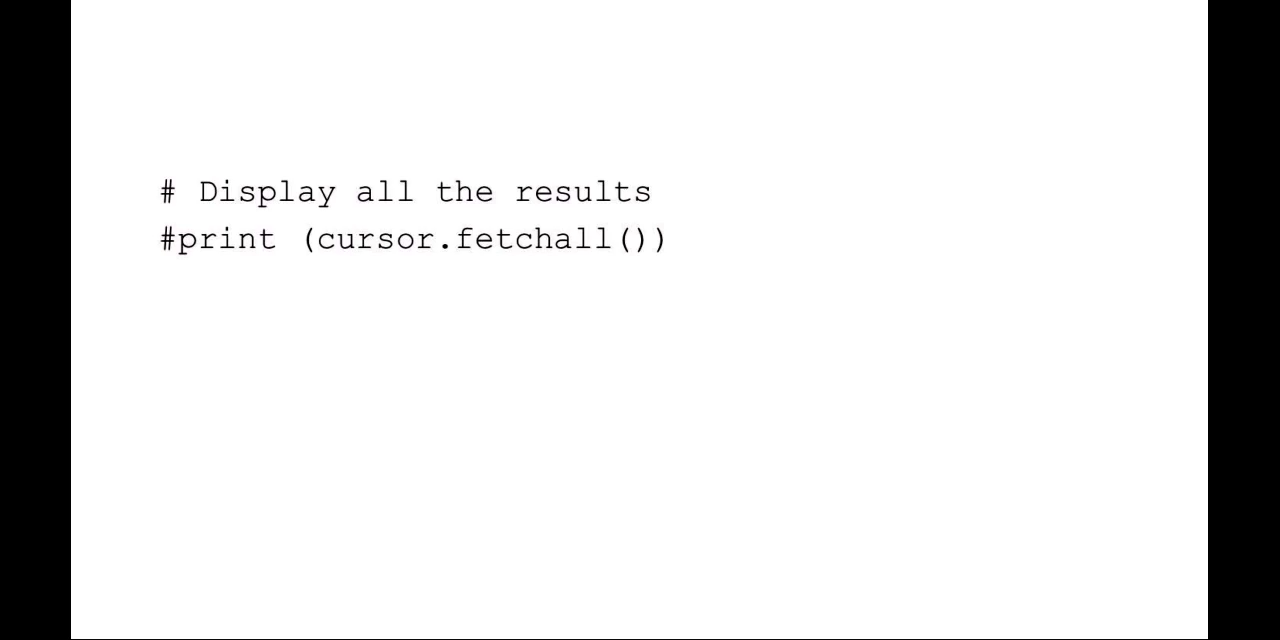 # Display all the results
#print (cursor.fetchall())